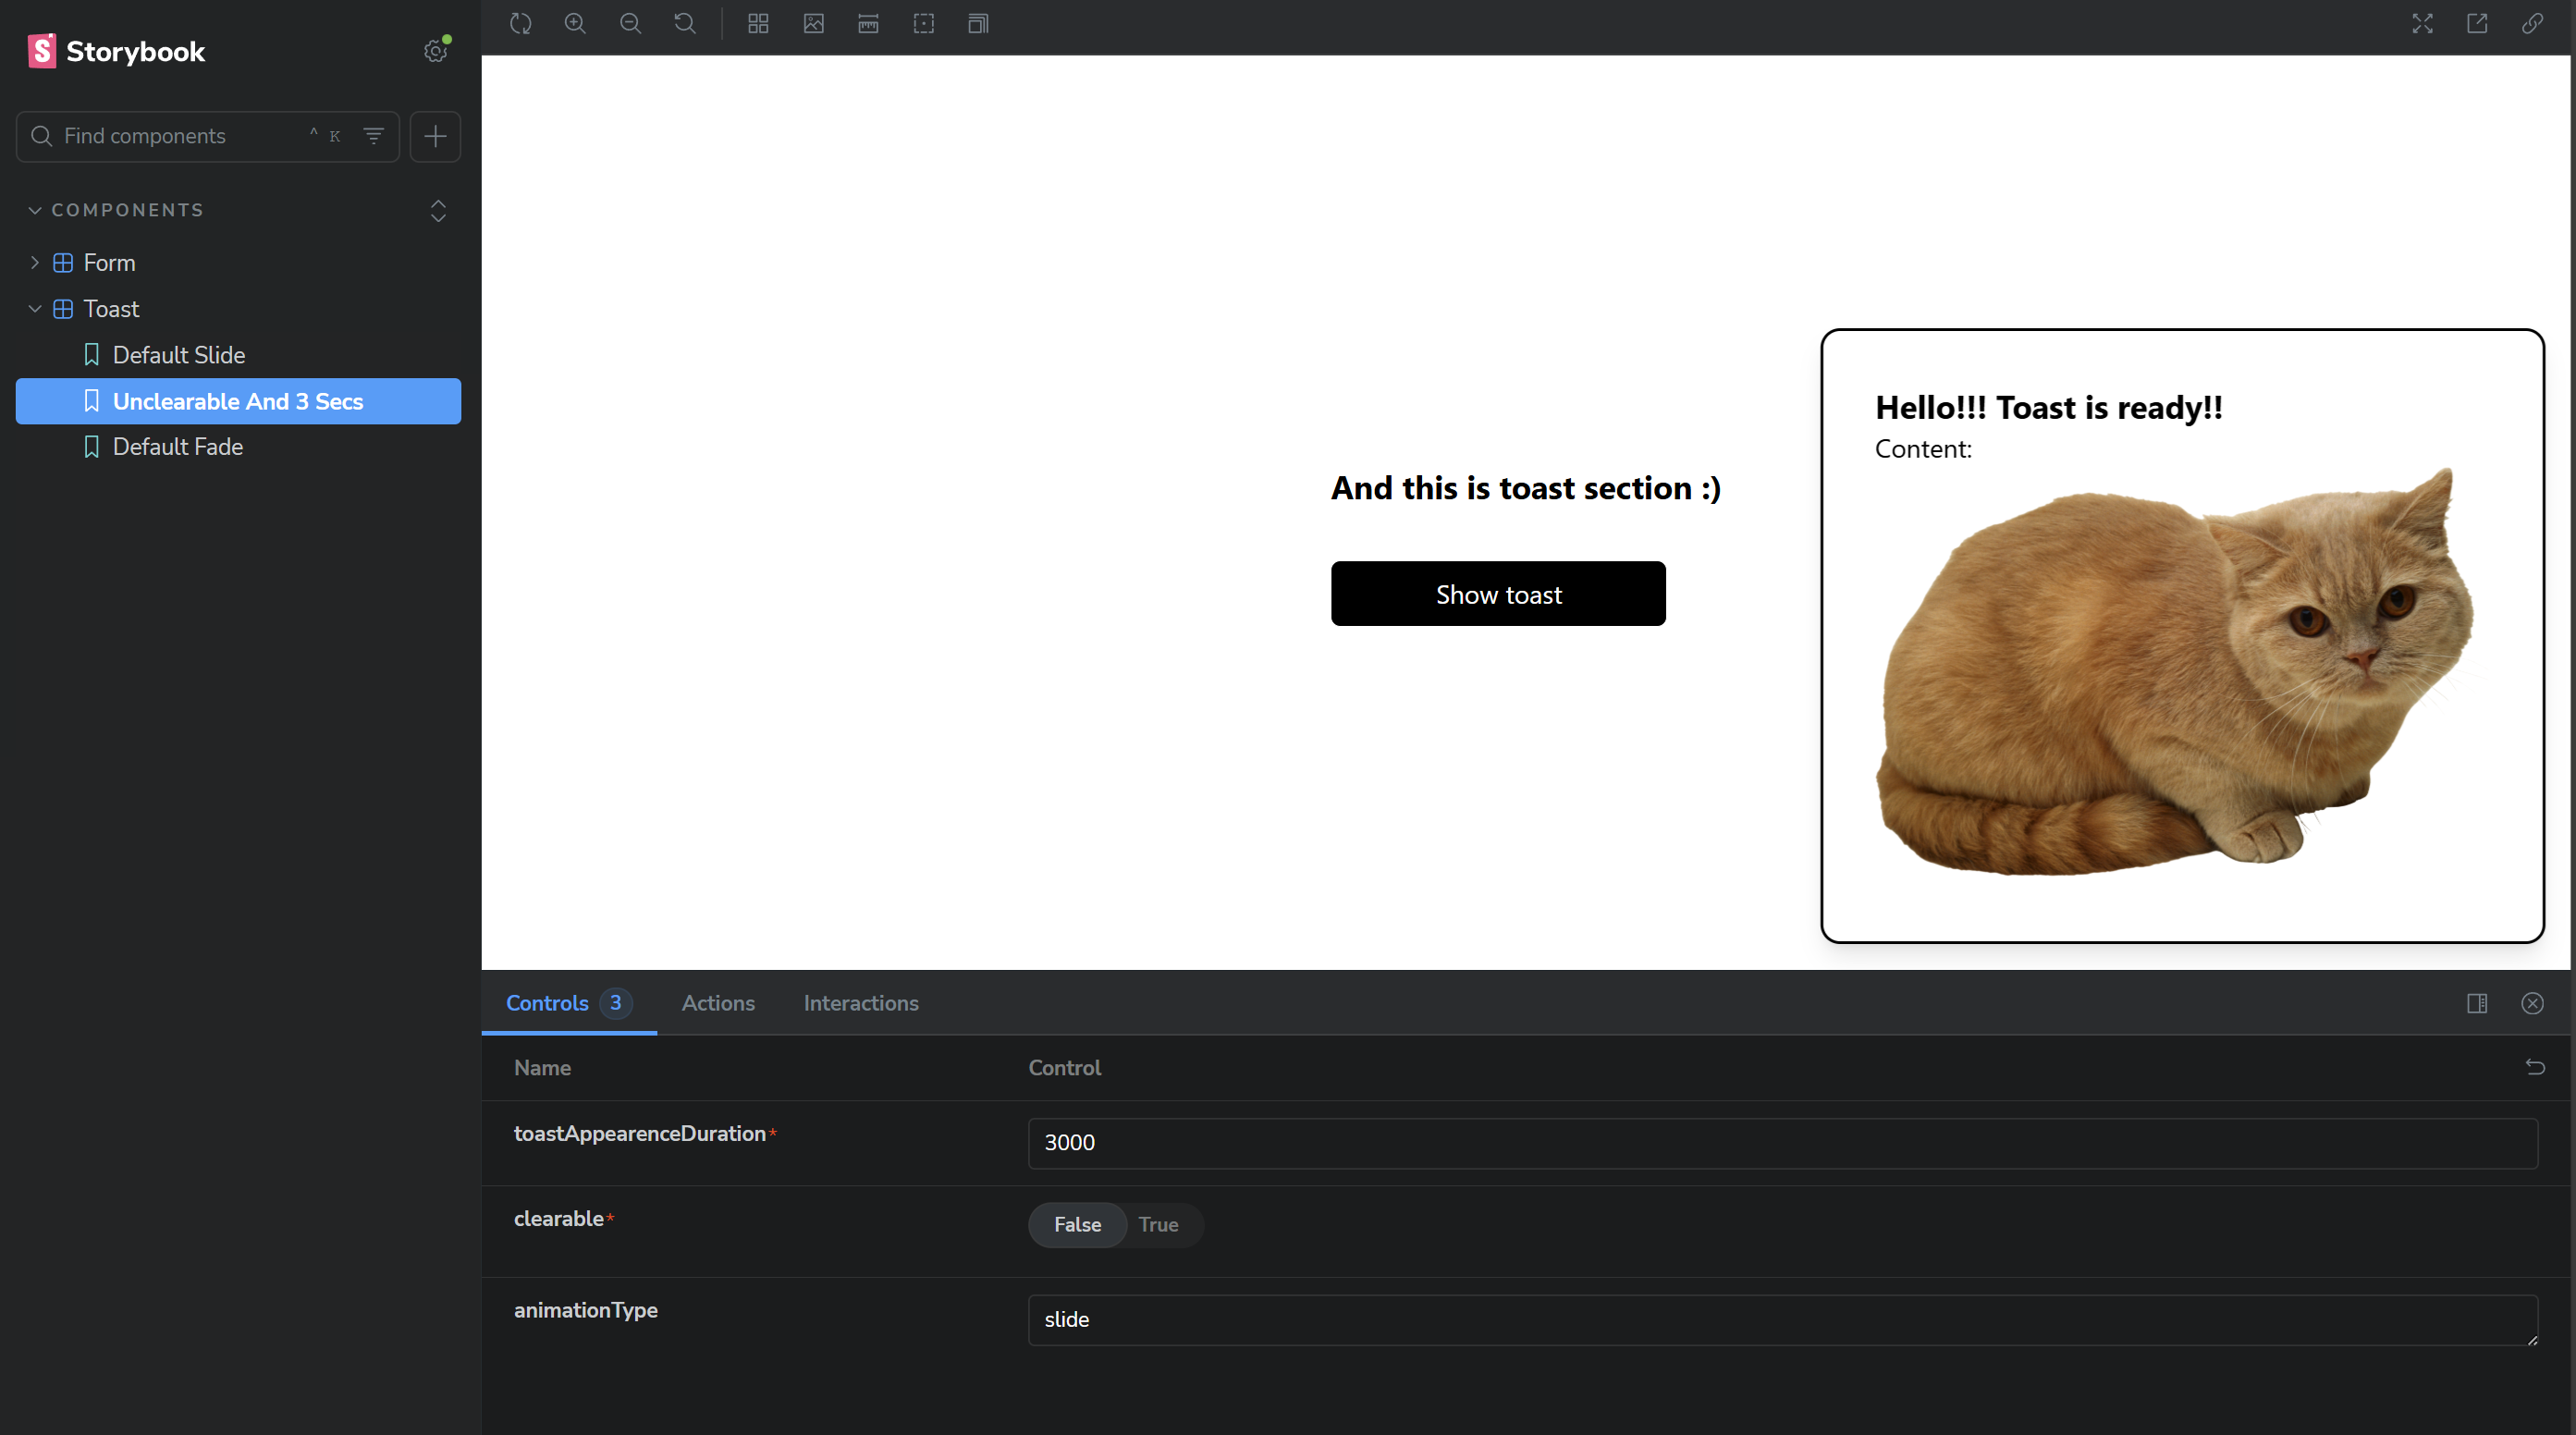 Storybook
Find components
^ K
COMPONENTS
Form
Toast
Default Slide
Unclearable And 3 Secs
Default Fade
And this is toast section :)
Show toast
Hello!!! Toast is ready!!
Content:
Controls 3 Actions Interactions
Name Control
toastAppearenceDuration* 3000
clearable* False True
animationType slide